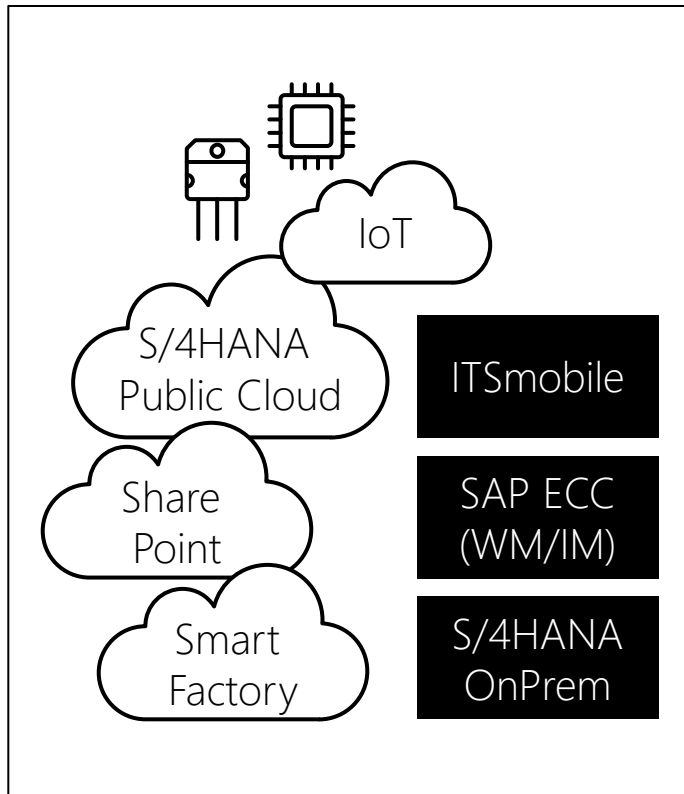 IoT
S/4HANA
Public Cloud
Share
Point
Smart
Factory
ITSmobile
SAP ECC
(WM/IM)
S/4HANA
OnPrem